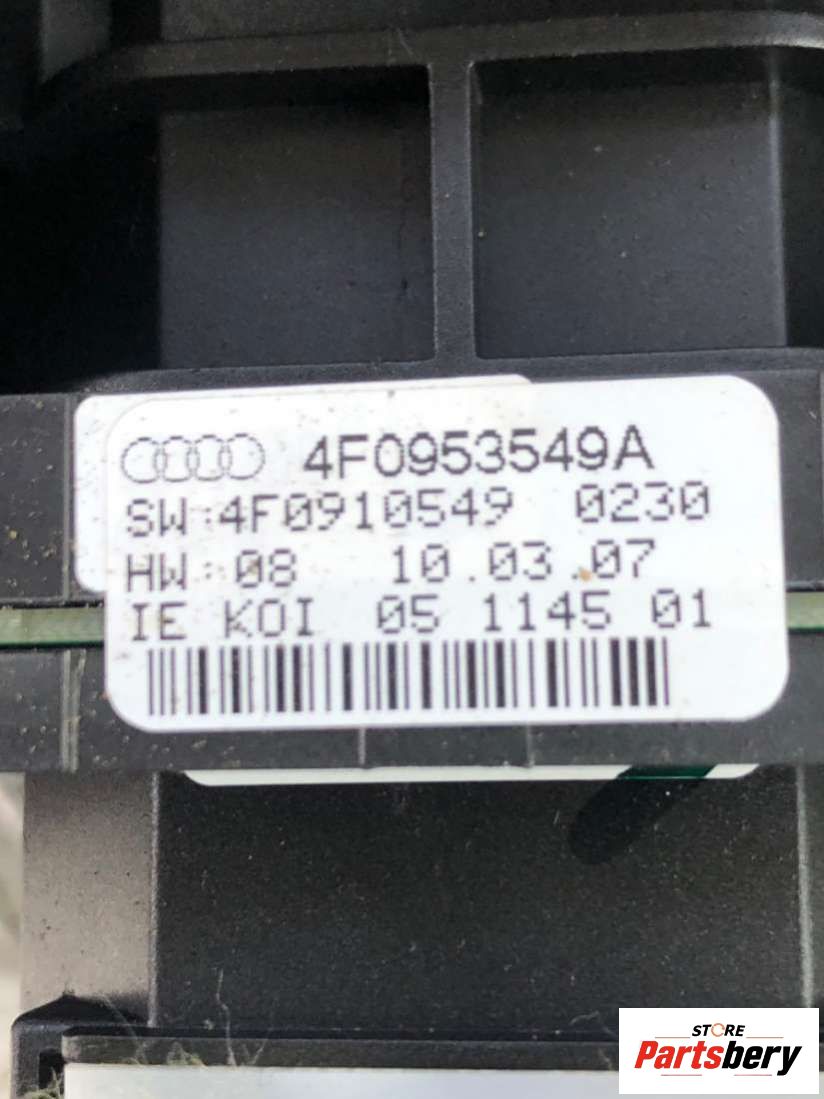 4F0953549A
SW:4F0910549 0230
HW:08 10.03.07
IE KOI 05 1145 01
STORE
Partsbery